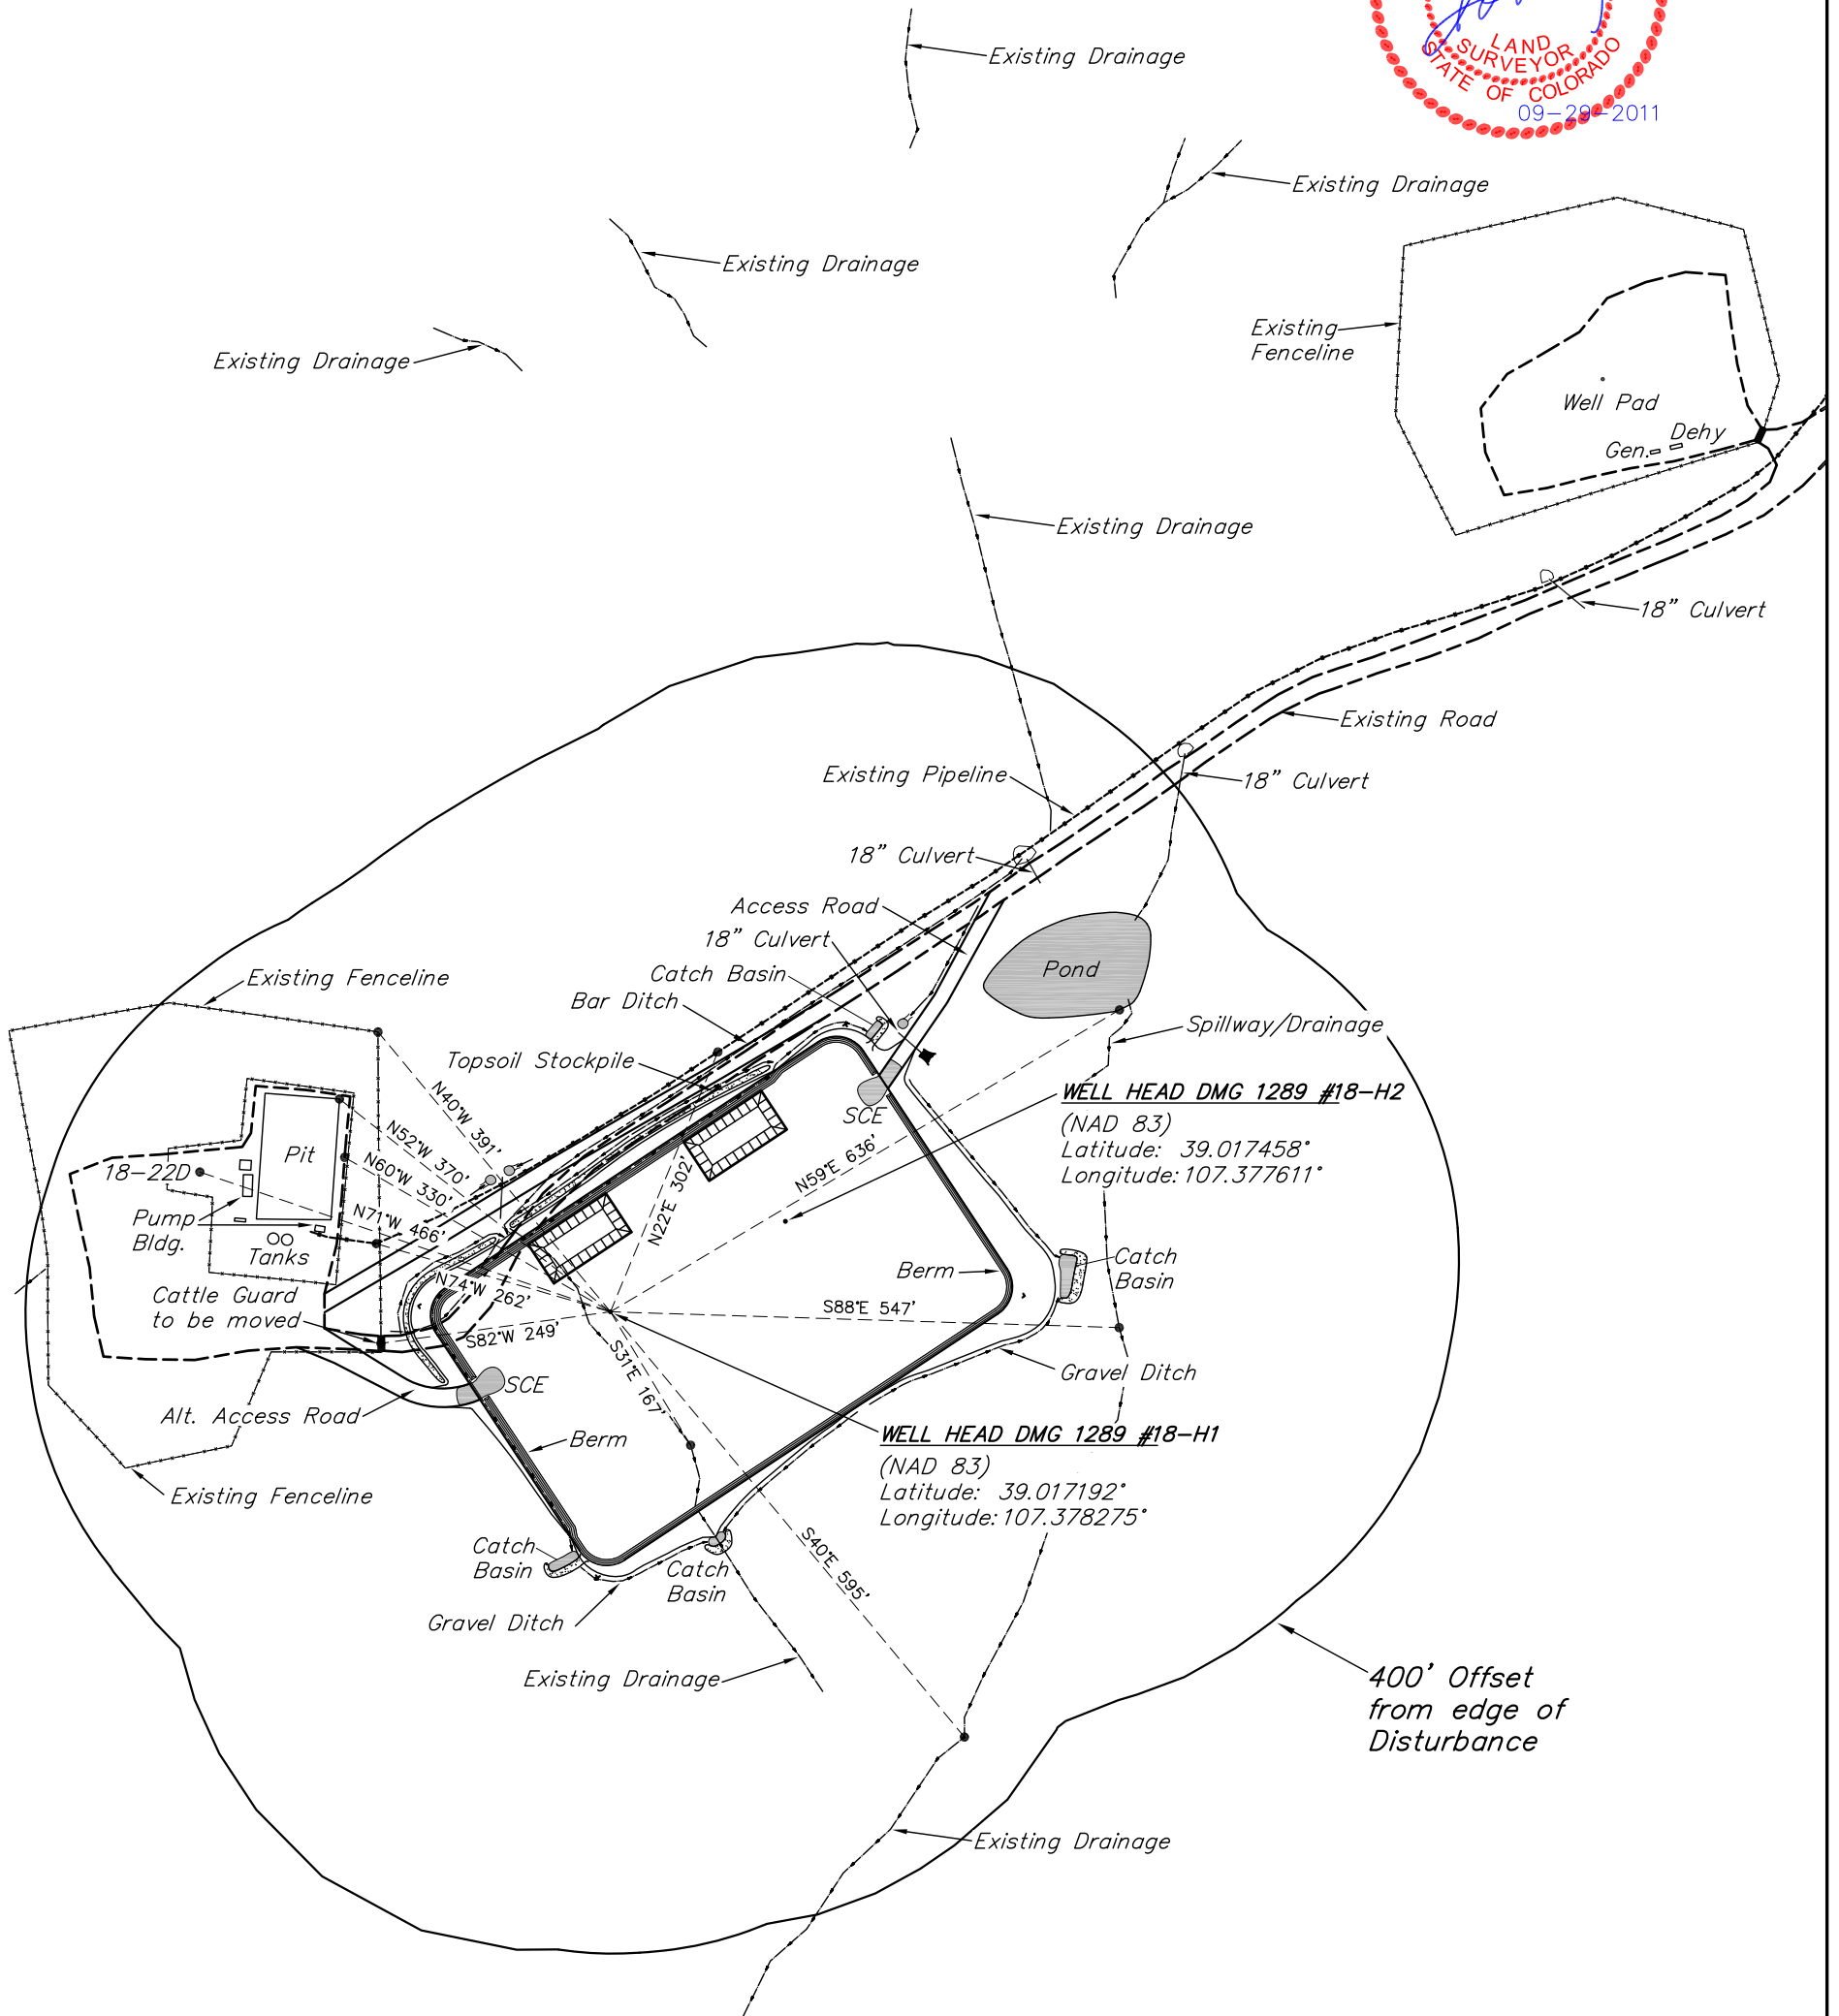 LAND
SURVEYOR
STATE OF COLORADO
09-29-2011
Existing Drainage
Existing Drainage
Existing Drainage
Existing Drainage
Existing
Fenceline
Well Pad
Dehy
Gen.
Existing Drainage
18" Culvert
Existing Road
Existing Pipeline
18" Culvert
18" Culvert
Access Road
18" Culvert
Catch Basin
Bar Ditch
Pond
Existing Fenceline
Spillway/Drainage
Topsoil Stockpile
SCE
WELL HEAD DMG 1289 #18-H2
(NAD 83)
Latitude: 39.017458°
Longitude: 107.377611°
N40°W 391'
N52°W 370'
N60°W 330'
N71°W 466'
N74°W 262'
S82°W 249'
N22°E 302'
N59°E 636'
S88°E 547'
S31°E 167'
S40°E 595'
Pit
18-22D
Pump
Bldg.
Tanks
Cattle Guard
to be moved
Berm
Catch
Basin
Gravel Ditch
SCE
Alt. Access Road
Berm
WELL HEAD DMG 1289 #18-H1
(NAD 83)
Latitude: 39.017192°
Longitude: 107.378275°
Existing Fenceline
Catch
Basin
Catch
Basin
Gravel Ditch
Existing Drainage
400' Offset
from edge of
Disturbance
Existing Drainage